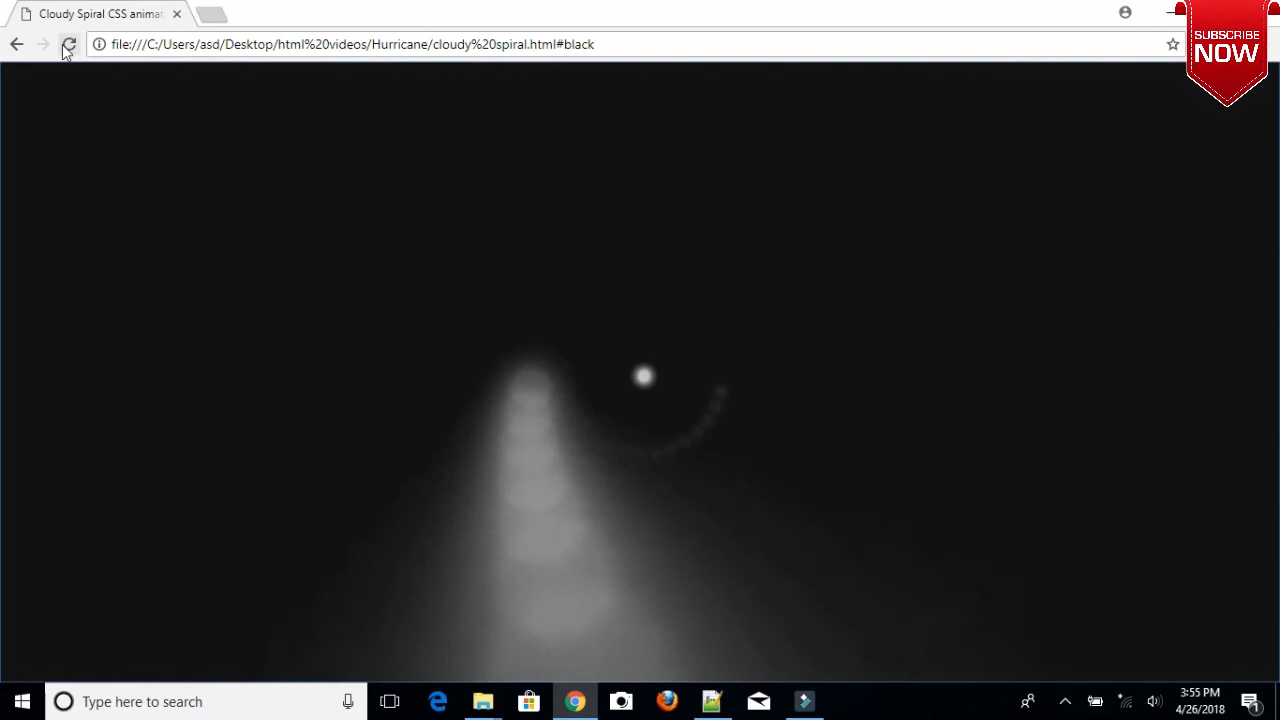 Cloudy Spiral CSS animat
file:///C:/Users/asd/Desktop/html%20videos/Hurricane/cloudy%20spiral.html#black
SUBSCRIBE
NOW
Type here to search
3:55 PM
4/26/2018
1